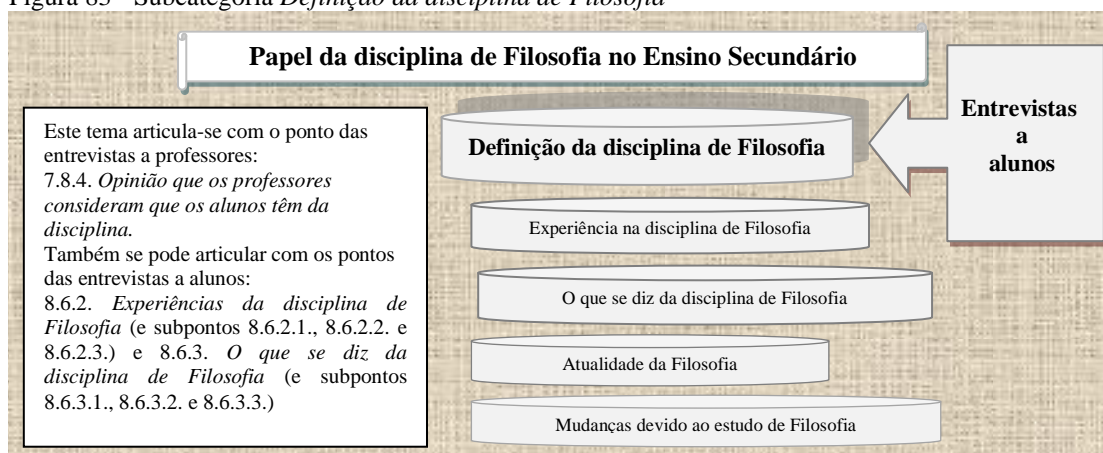 Figura 83 - Subcategoria Definição da disciplina de Filosofia
Papel da disciplina de Filosofia no Ensino Secundário
Este tema articula-se com o ponto das
entrevistas a professores:
7.8.4. Opinião que os professores
consideram que os alunos têm da
disciplina.
Também se pode articular com os pontos
das entrevistas a alunos:
8.6.2. Experiências da disciplina de
Filosofia (e subpontos 8.6.2.1., 8.6.2.2. e
8.6.2.3.) e 8.6.3. O que se diz da
disciplina de Filosofia (e subpontos
8.6.3.1., 8.6.3.2. e 8.6.3.3.)
Definição da disciplina de Filosofia
Experiência na disciplina de Filosofia
O que se diz da disciplina de Filosofia
Atualidade da Filosofia
Mudanças devido ao estudo de Filosofia
Entrevistas
a
alunos